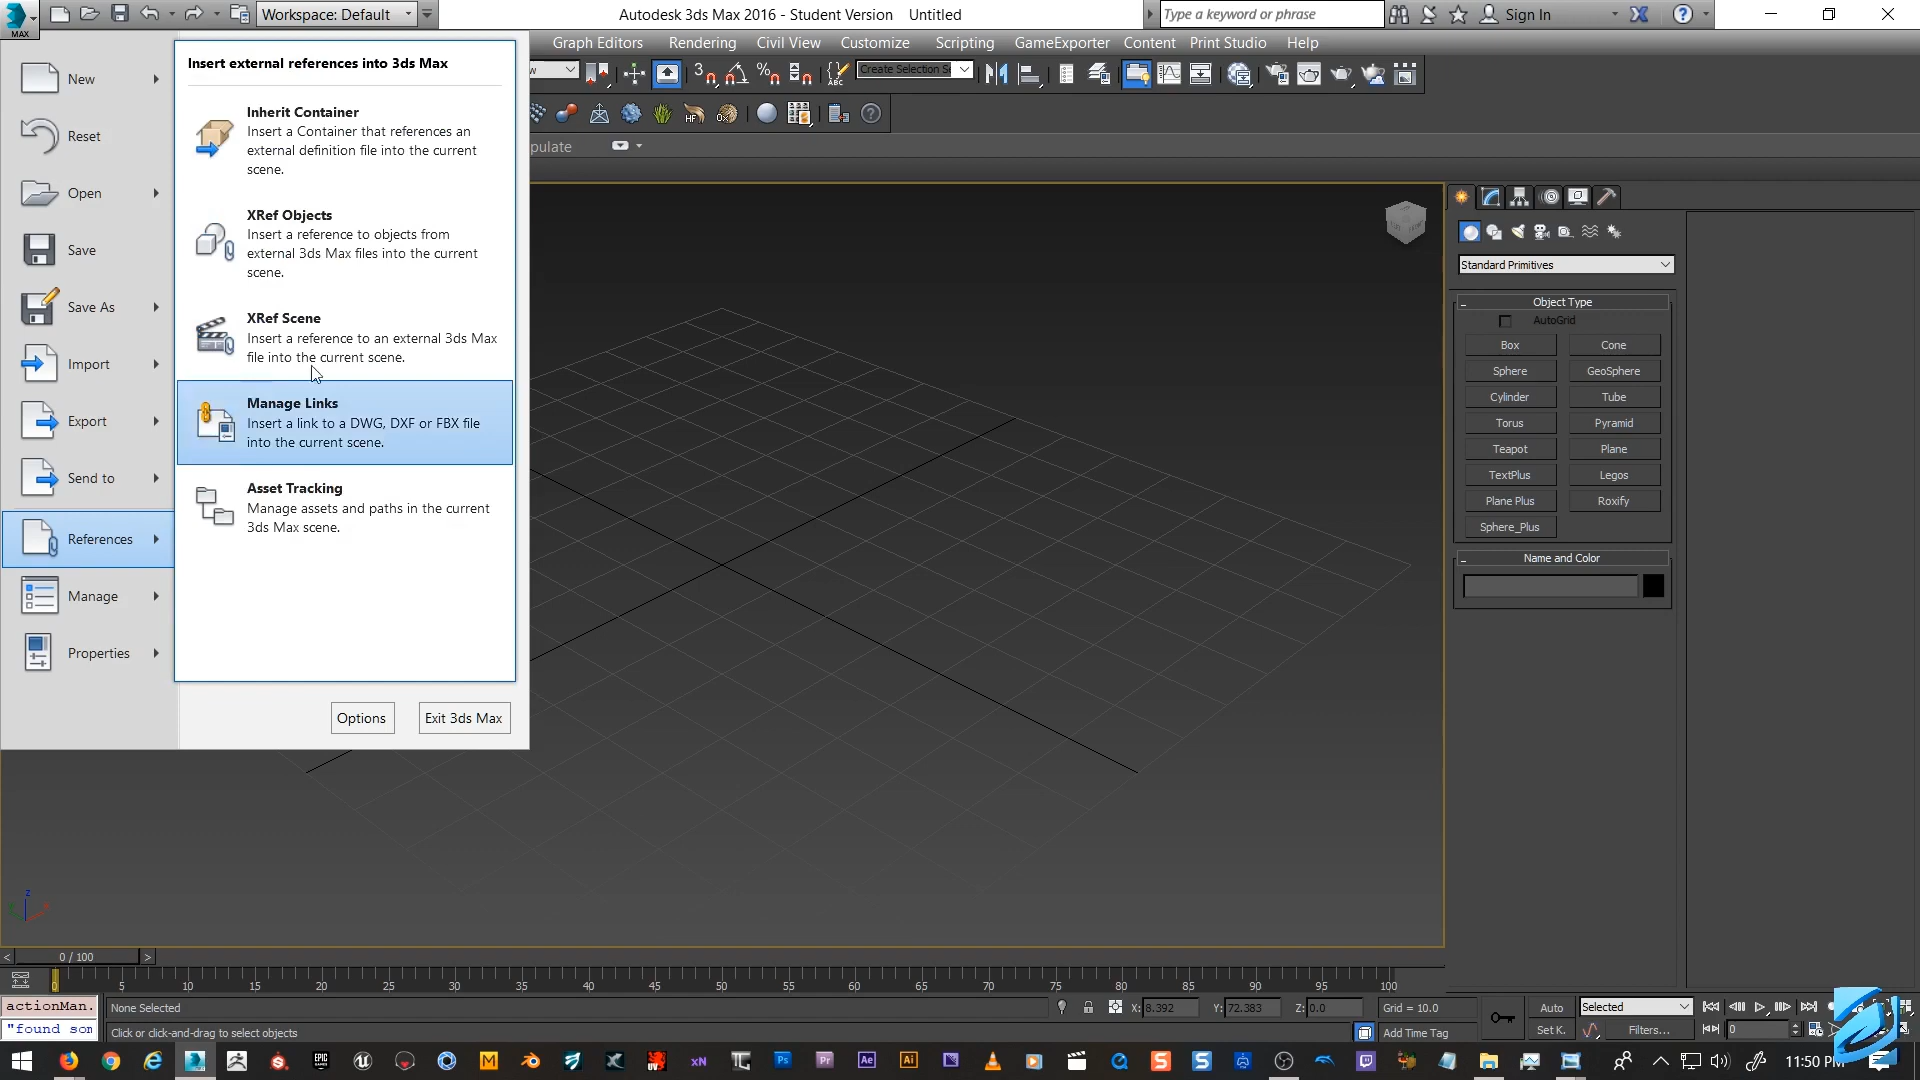 MAX
Workspace: Default
Autodesk 3ds Max 2016 - Student Version    Untitled
Type a keyword or phrase
Sign In
Graph Editors
Rendering
Civil View
Customize
Scripting
GameExporter
Content
Print Studio
Help
Create Selection S
pulate
New
Reset
Open
Save
Save As
Import
Export
Send to
References
Manage
Properties
Insert external references into 3ds Max
Inherit Container
Insert a Container that references an
external definition file into the current
scene.
XRef Objects
Insert a reference to objects from
external 3ds Max files into the current
scene.
XRef Scene
Insert a reference to an external 3ds Max
file into the current scene.
Manage Links
Insert a link to a DWG, DXF or FBX file
into the current scene.
Asset Tracking
Manage assets and paths in the current
3ds Max scene.
Options
Exit 3ds Max
Standard Primitives
Object Type
AutoGrid
Box
Cone
Sphere
GeoSphere
Cylinder
Tube
Torus
Pyramid
Teapot
Plane
TextPlus
Legos
Plane Plus
Roxify
Sphere_Plus
Name and Color
< 0 / 100 >
0 5 10 15 20 25 30 35 40 45 50 55 60 65 70 75 80 85 90 95 100
actionMan.
"found son
None Selected
Click or click-and-drag to select objects
X: 8.392
Y: 72.383
Z: 0.0
Grid = 10.0
Add Time Tag
Auto
Selected
Set K.
Filters...
0
11:50 PM